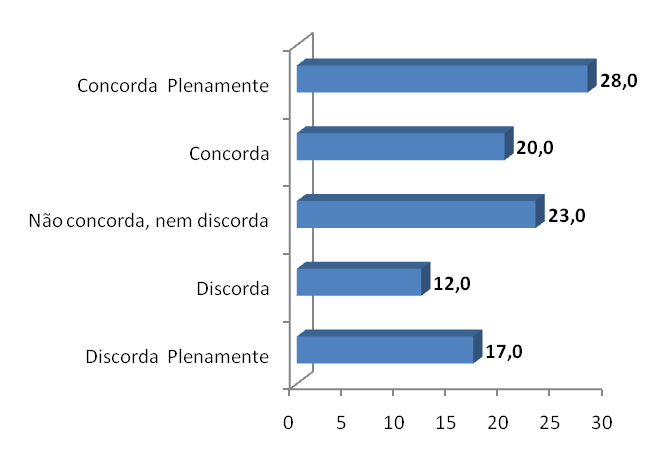 Concorda Plenamente 28,0
Concorda 20,0
Não concorda, nem discorda 23,0
Discorda 12,0
Discorda Plenamente 17,0
0 5 10 15 20 25 30